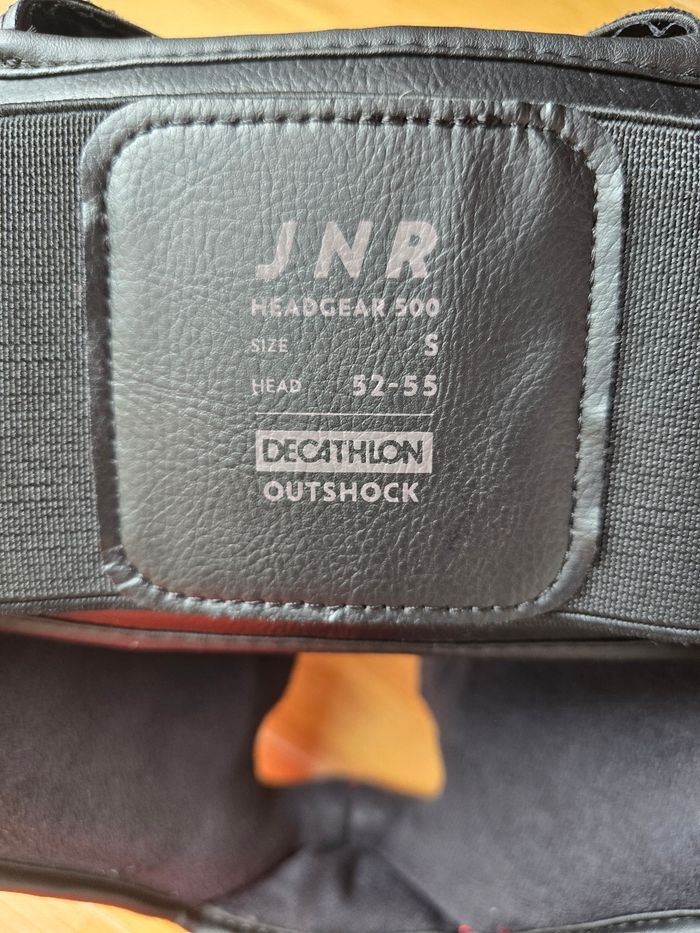 JNR
HEADGEAR 500
SIZE S
HEAD 52-55
DECATHLON
OUTSHOCK